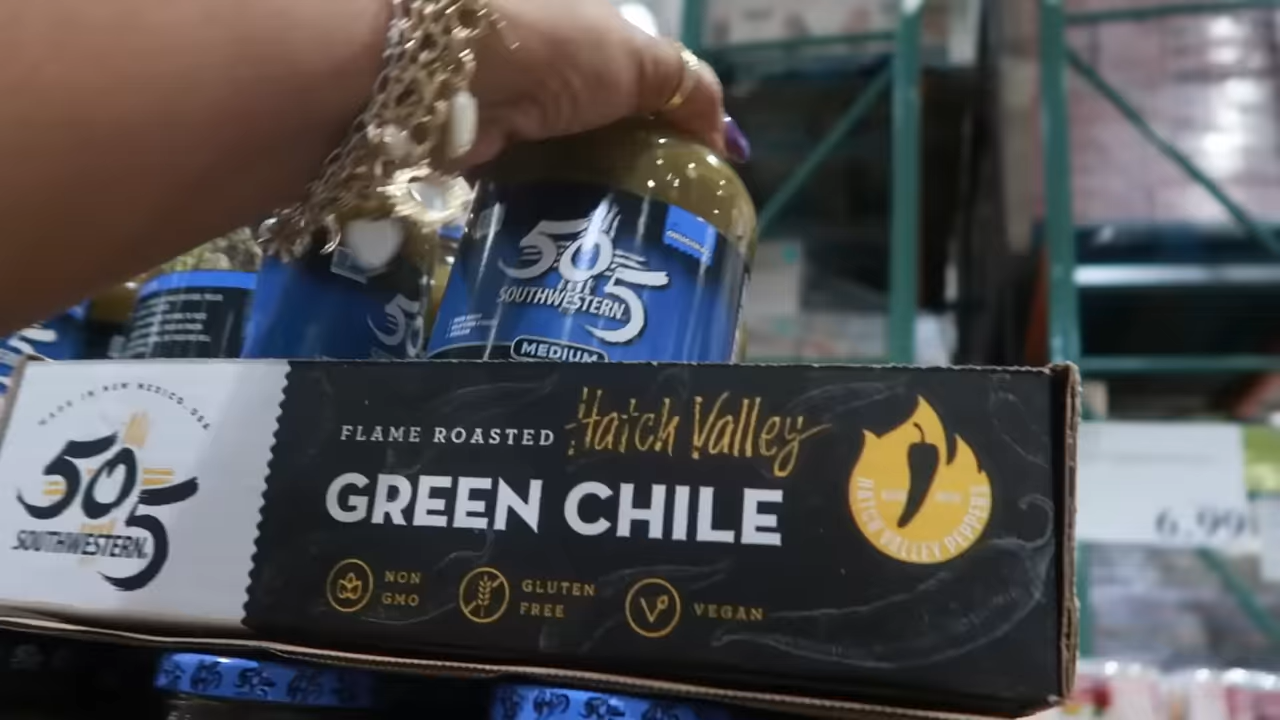 505
SOUTHWESTERN
MEDIUM
505
MADE IN NEW MEXICO, USA
505
SOUTHWESTERN
FLAME ROASTED Hatch Valley
GREEN CHILE
NON
GMO
GLUTEN
FREE
VEGAN
HATCH VALLEY PEPPERS
6.99